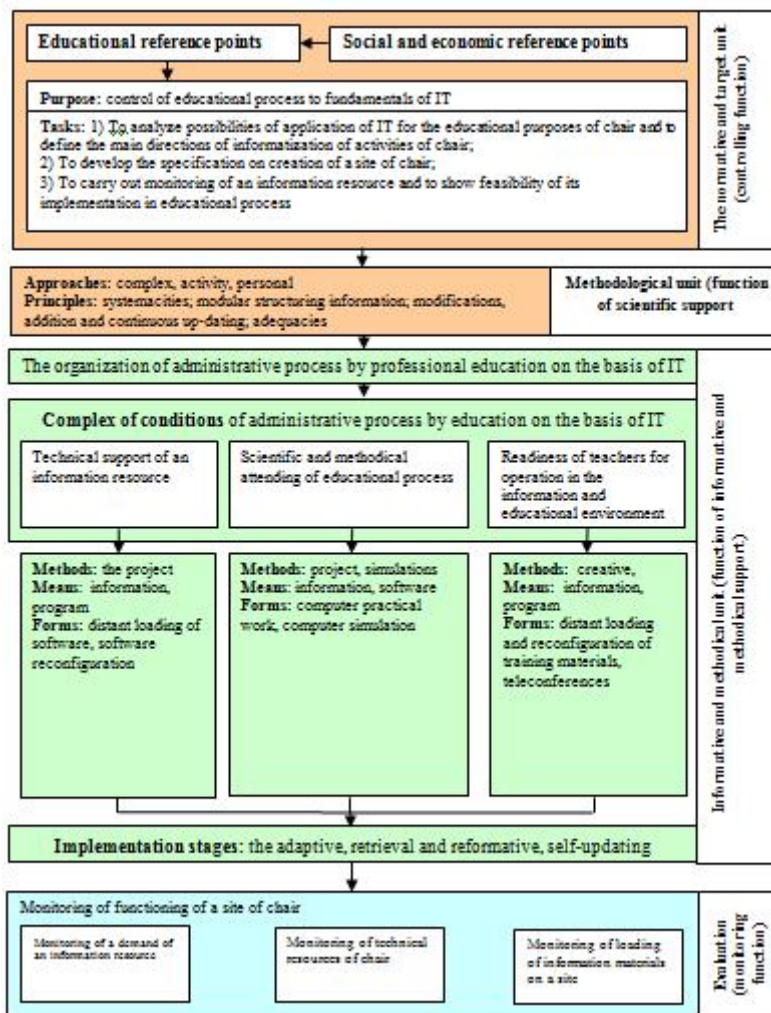 Educational reference points
Social and economic reference points
Purpose: control of educational process to fundamentals of IT
Tasks: 1) To analyze possibilities of application of IT for the educational purposes of chair and to
define the main directions of informatization of activities of chair;
2) To develop the specification on creation of a site of chair;
3) To carry out monitoring of an information resource and to show feasibility of its
implementation in educational process
The normative and target unit
(controlling function)
Approaches: complex, activity, personal
Principles: systemacities; modular structuring information; modifications,
addition and continuous up-dating; adequacies
Methodological unit (function
of scientific support
The organization of administrative process by professional education on the basis of IT
Complex of conditions of administrative process by education on the basis of IT
Technical support of an
information resource
Scientific and methodical
attending of educational process
Readiness of teachers for
operation in the
information and
educational environment
Methods: the project
Means: information,
program
Forms: distant loading of
software, software
reconfiguration
Methods: project, simulations
Means: information, software
Forms: computer practical
work, computer simulation
Methods: creative,
Means: information,
program
Forms: distant loading
and reconfiguration of
training materials,
teleconferences
Implementation stages: the adaptive, retrieval and reformative, self-updating
Informative and methodical unit (function of informative and
methodical support)
Monitoring of functioning of a site of chair
Monitoring of a demand of
an information resource
Monitoring of technical
resources of chair
Monitoring of loading
of information materials
on a site
Evaluation
(monitoring
function)